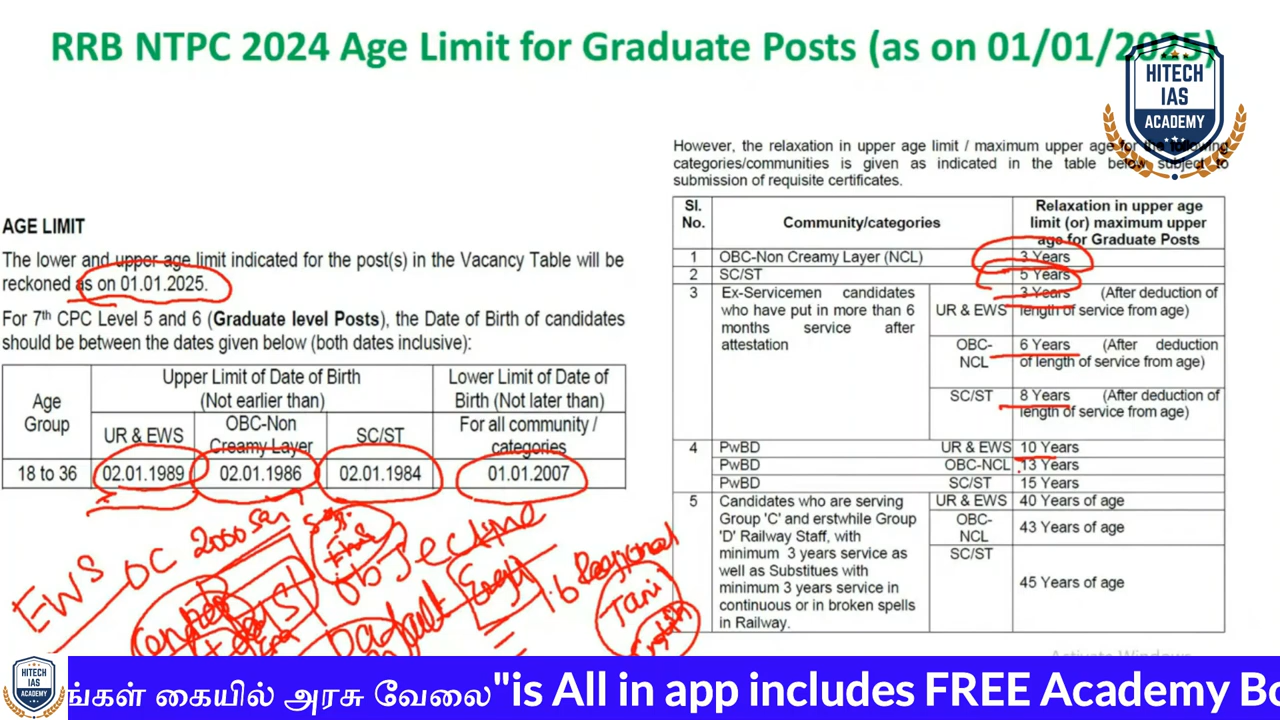 RRB NTPC 2024 Age Limit for Graduate Posts (as on 01/01/2025)
HITECH
IAS
ACADEMY
AGE LIMIT
The lower and upper age limit indicated for the post(s) in the Vacancy Table will be
reckoned as on 01.01.2025.
For 7th CPC Level 5 and 6 (Graduate level Posts), the Date of Birth of candidates
should be between the dates given below (both dates inclusive):
Age Group
Upper Limit of Date of Birth
(Not earlier than)
Lower Limit of Date of
Birth (Not later than)
UR & EWS
OBC-Non
Creamy Layer
SC/ST
For all community /
categories
18 to 36 02.01.1989 02.01.1986 02.01.1984 01.01.2007
However, the relaxation in upper age limit / maximum upper age for the following
categories/communities is given as indicated in the table below subject to
submission of requisite certificates.
Sl. No.
Community/categories
Relaxation in upper age
limit (or) maximum upper
age for Graduate Posts
1 OBC-Non Creamy Layer (NCL) 3 Years
2 SC/ST 5 Years
3 Ex-Servicemen candidates
who have put in more than 6
months service after
attestation
UR & EWS 3 Years (After deduction of
length of service from age)
OBC-
NCL 6 Years (After deduction
of length of service from age)
SC/ST 8 Years (After deduction of
length of service from age)
4 PwBD UR & EWS 10 Years
PwBD OBC-NCL 13 Years
PwBD SC/ST 15 Years
5 Candidates who are serving
Group 'C' and erstwhile Group
'D' Railway Staff, with
minimum 3 years service as
well as Substitues with
minimum 3 years service in
continuous or in broken spells
in Railway.
UR & EWS 40 Years of age
OBC-
NCL 43 Years of age
SC/ST 45 Years of age
EWS OC 2000
Regional
HITECH
IAS
ACADEMY
ங்கள் கையில் அரசு வேலை"is All in app includes FREE Academy Bo